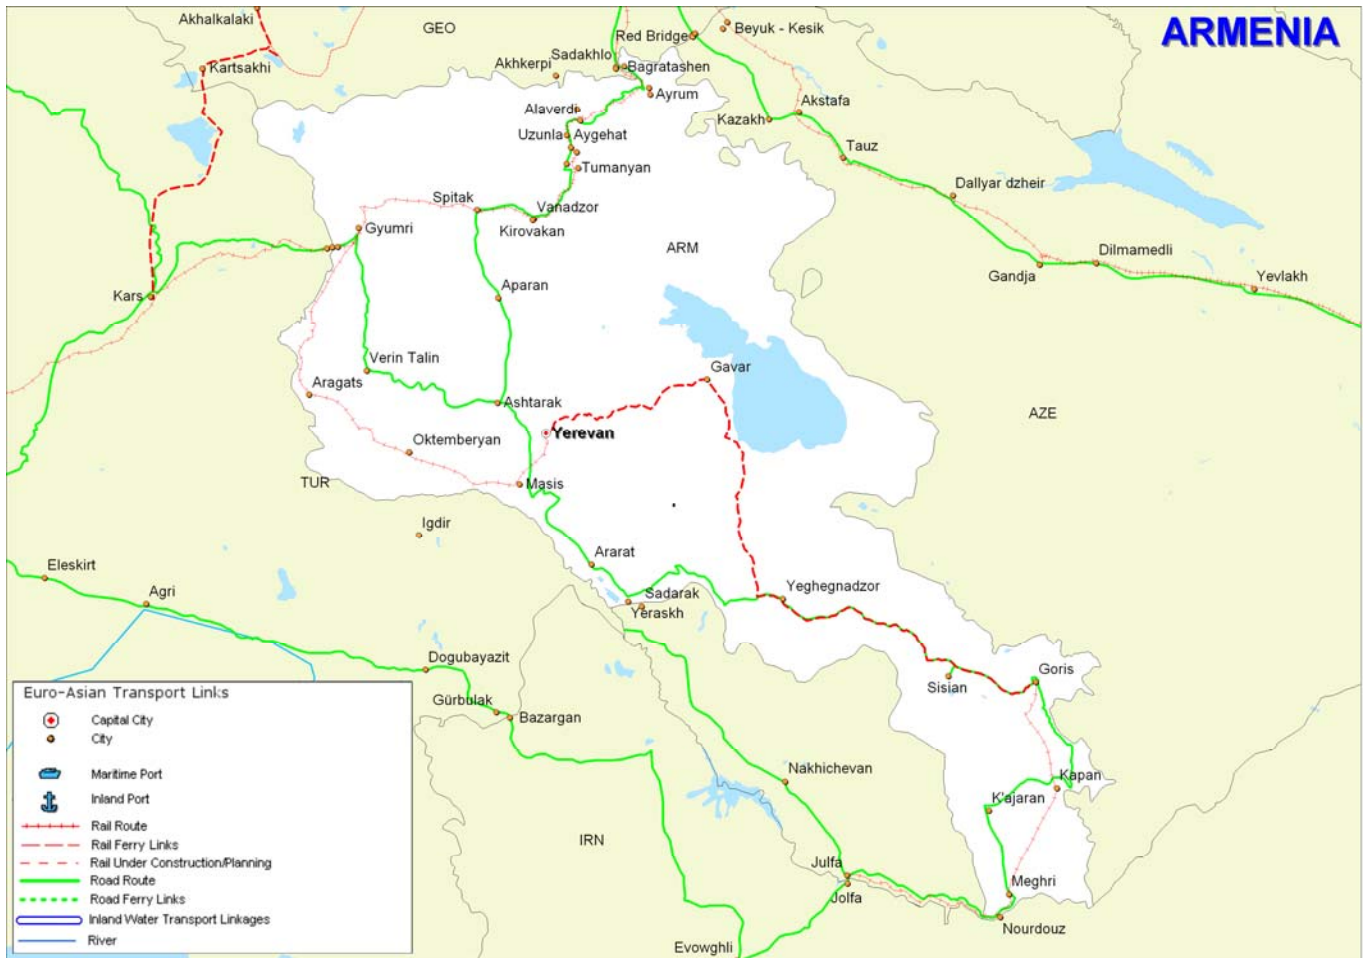 ARMENIA
Akhalkalaki
GEO
Red Bridge
Beyuk - Kesik
Sadakhlo
Kartsakhi
Akhkerpi
Bagratashen
Ayrum
Alaverdi
Akstafa
Kazakh
Uzunla
Aygehat
Tauz
Tumanyan
Dallyar dzheir
Spitak
Vanadzor
Gyumri
Kirovakan
ARM
Dilmamedli
Gandja
Yevlakh
Kars
Aparan
Verin Talin
Gavar
Aragats
Ashtarak
AZE
Yerevan
Oktemberyan
TUR
Masis
Igdir
Ararat
Eleskirt
Agri
Sadarak
Yeghegnadzor
Yeraskh
Dogubayazit
Goris
Sisian
Gürbulak
Bazargan
Nakhichevan
Kapan
K'ajaran
IRN
Julfa
Jolfa
Meghri
Nourdouz
Evowghli
Euro-Asian Transport Links
Capital City
City
Maritime Port
Inland Port
Rail Route
Rail Ferry Links
Rail Under Construction/Planning
Road Route
Road Ferry Links
Inland Water Transport Linkages
River